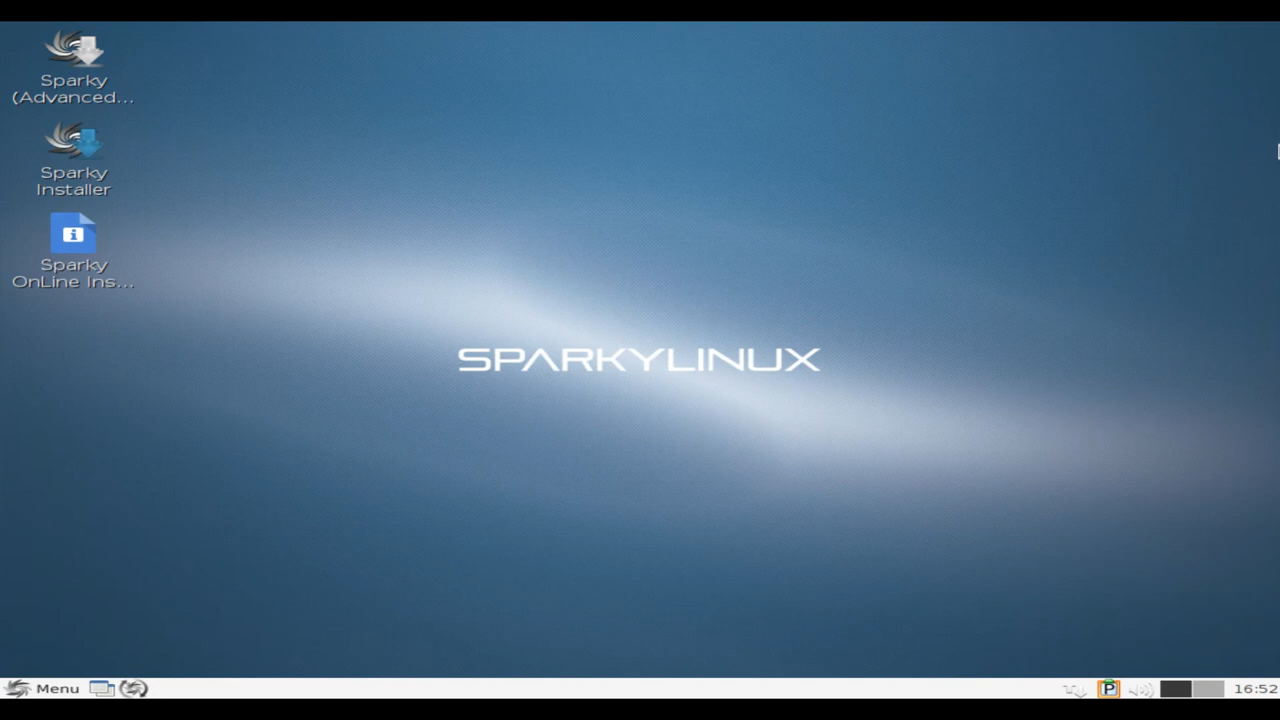 Sparky
(Advanced...
Sparky
Installer
Sparky
OnLine Ins...
SPARKYLINUX
Menu
P
16:52